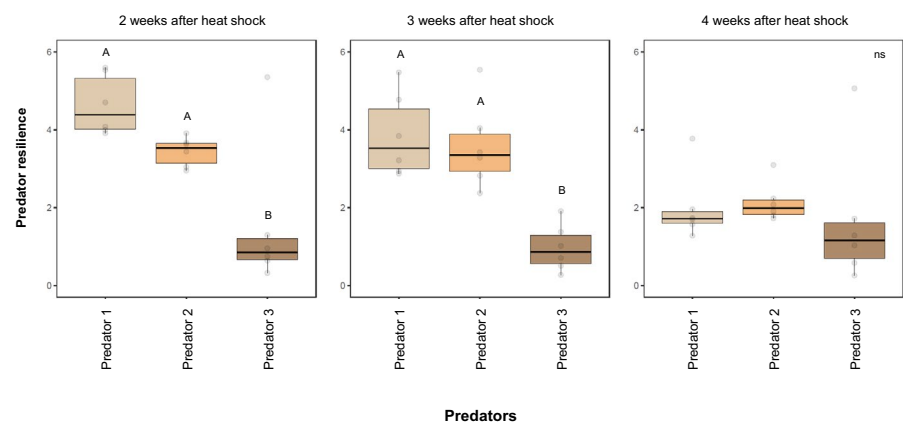 2 weeks after heat shock
3 weeks after heat shock
4 weeks after heat shock
Predator resilience
6
4
2
0
A
A
B
6
4
2
0
A
A
B
6
4
2
0
ns
Predator 1
Predator 2
Predator 3
Predator 1
Predator 2
Predator 3
Predator 1
Predator 2
Predator 3
Predators